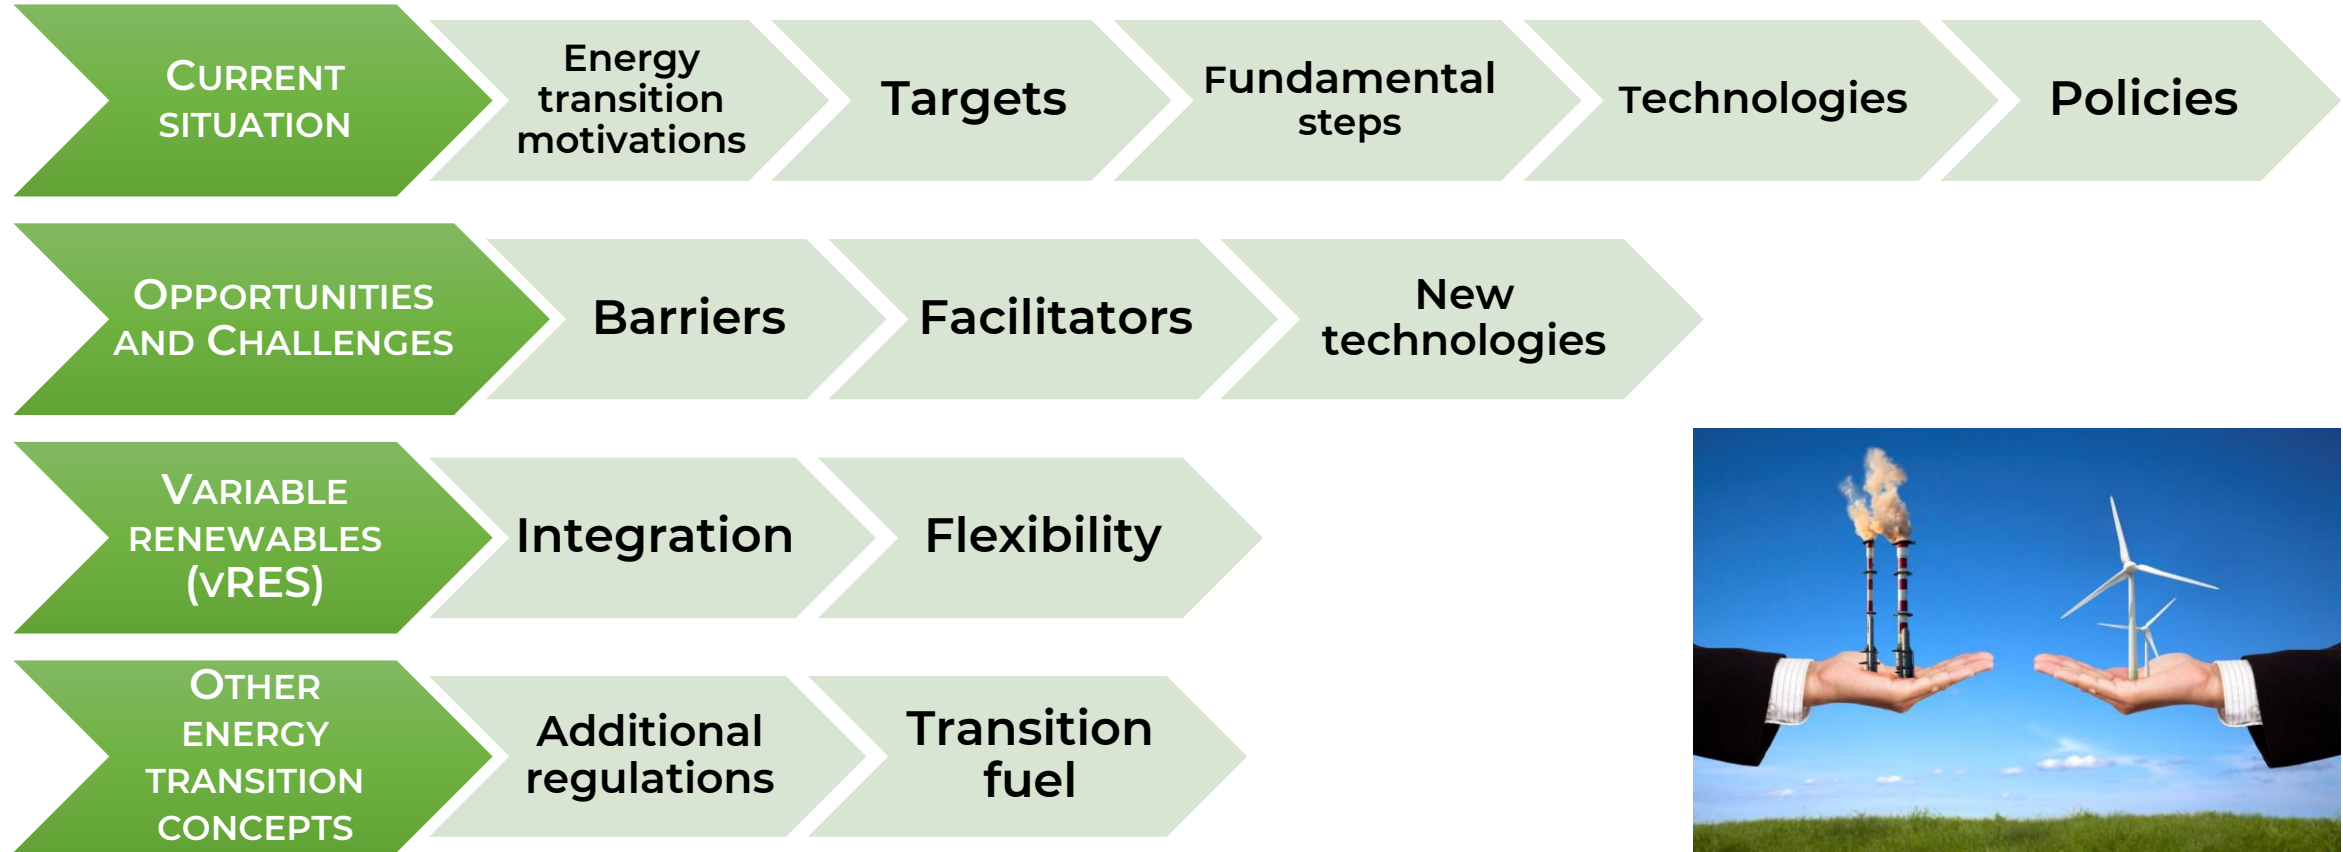 CURRENT
SITUATION
Energy
transition
motivations
Targets
Fundamental
steps
Technologies
Policies
OPPORTUNITIES
AND CHALLENGES
Barriers
Facilitators
New
technologies
VARIABLE
RENEWABLES
(VRES)
Integration
Flexibility
OTHER
ENERGY
TRANSITION
CONCEPTS
Additional
regulations
Transition
fuel